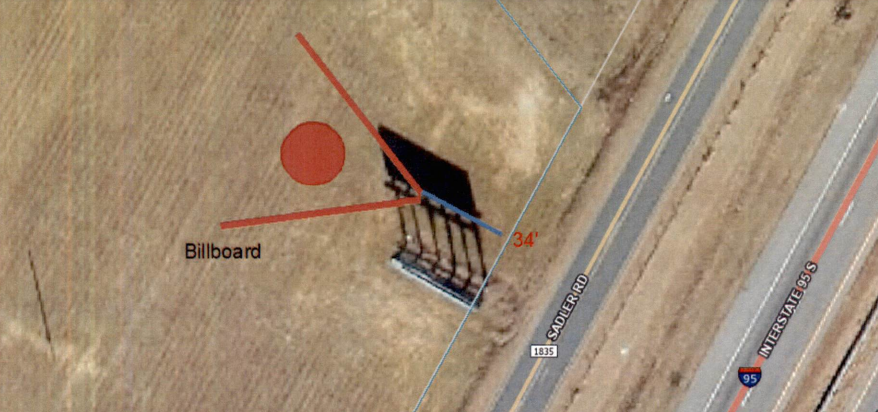 34'
Billboard
SADLER RD
1835
INTERSTATE 95 S
95